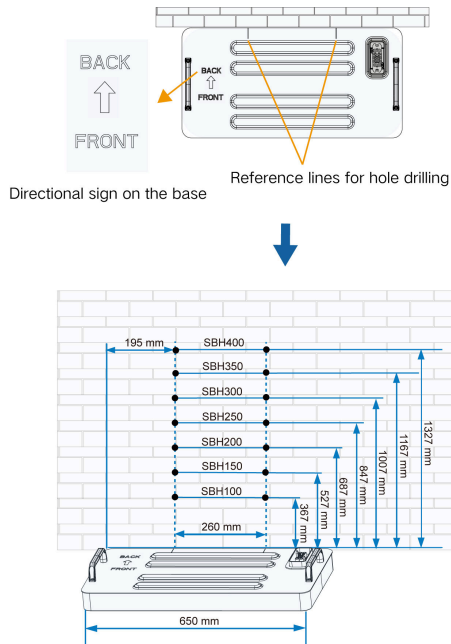 BACK
FRONT
BACK
FRONT
Directional sign on the base
Reference lines for hole drilling
195 mm
SBH400
SBH350
SBH300
SBH250
SBH200
SBH150
SBH100
260 mm
367 mm
527 mm
687 mm
847 mm
1007 mm
1167 mm
1327 mm
BACK
FRONT
650 mm